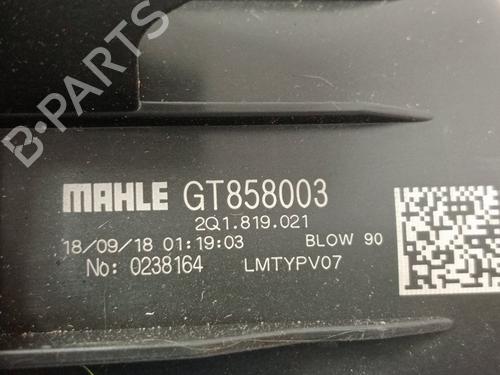 B-PARTS
MAHLE GT858003
2Q1.819.021
18/09/18 01:19:03 BLOW 90
No: 0238164 LMTYPV07